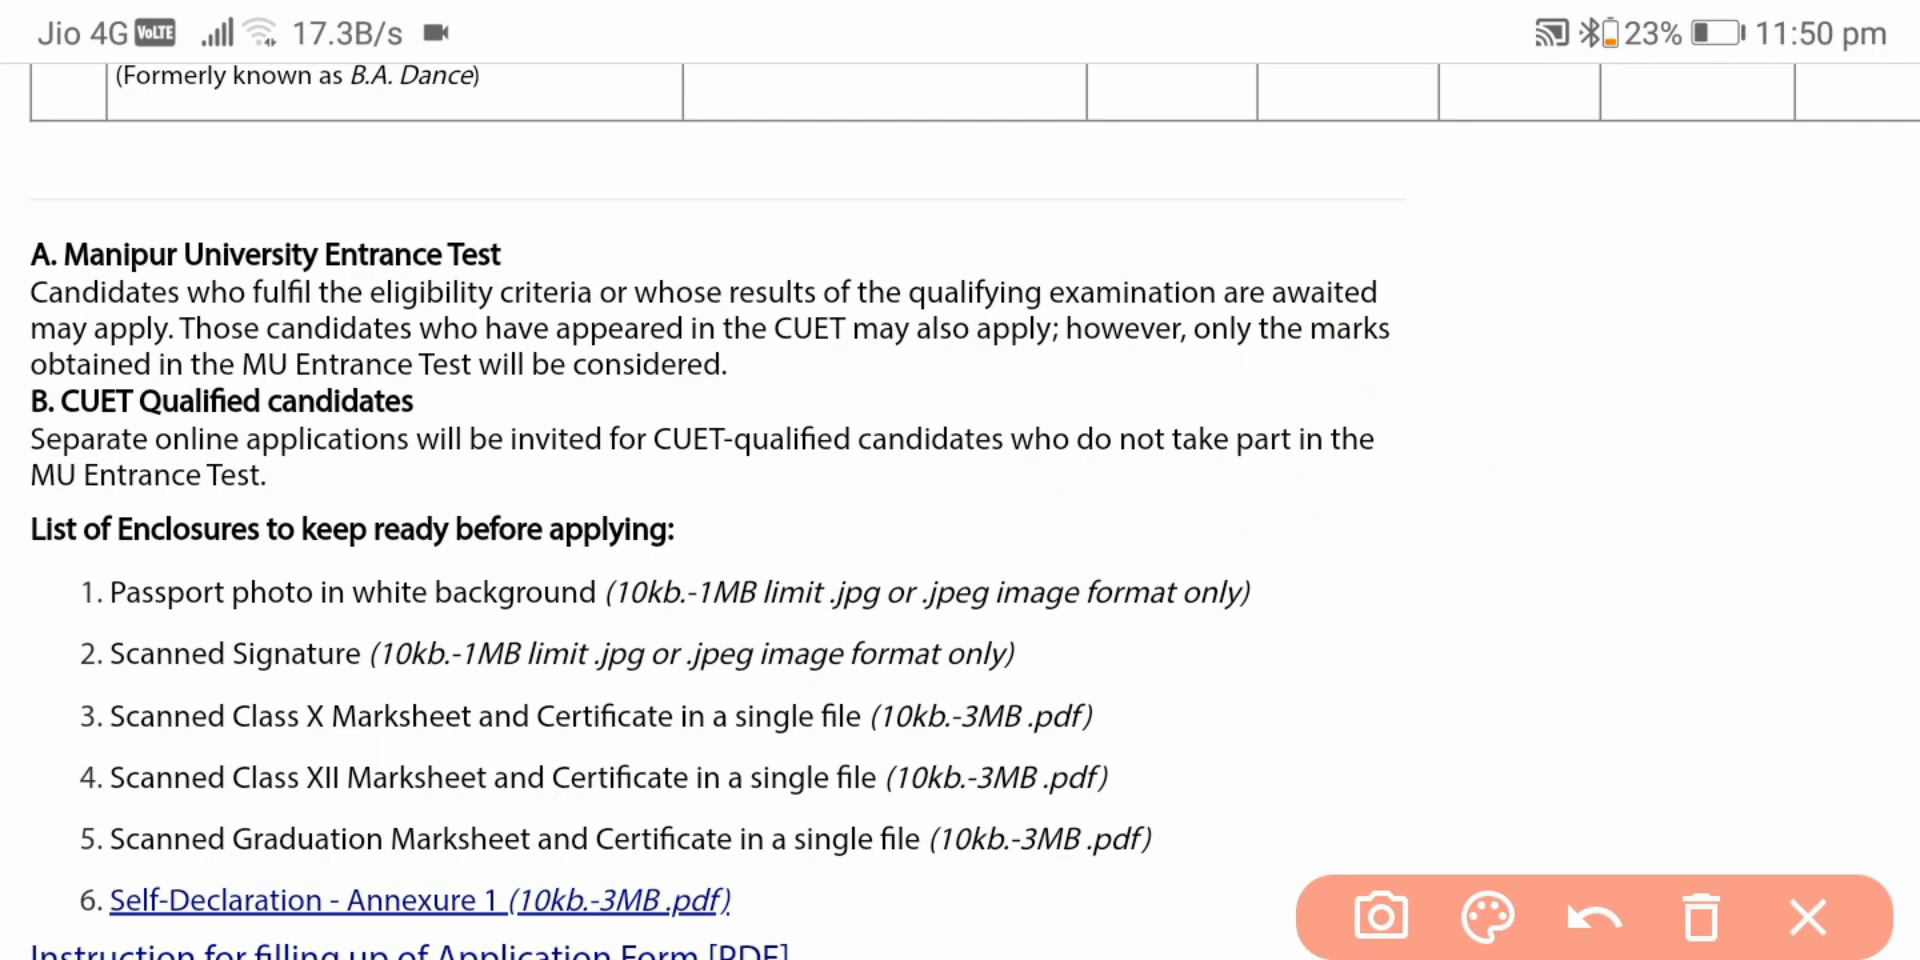 Jio 4G VoLTE 17.3B/s 23% 11:50 pm
(Formerly known as B.A. Dance)
A. Manipur University Entrance Test
Candidates who fulfil the eligibility criteria or whose results of the qualifying examination are awaited
may apply. Those candidates who have appeared in the CUET may also apply; however, only the marks
obtained in the MU Entrance Test will be considered.
B. CUET Qualified candidates
Separate online applications will be invited for CUET-qualified candidates who do not take part in the
MU Entrance Test.
List of Enclosures to keep ready before applying:
1. Passport photo in white background (10kb.-1MB limit .jpg or .jpeg image format only)
2. Scanned Signature (10kb.-1MB limit .jpg or .jpeg image format only)
3. Scanned Class X Marksheet and Certificate in a single file (10kb.-3MB .pdf)
4. Scanned Class XII Marksheet and Certificate in a single file (10kb.-3MB .pdf)
5. Scanned Graduation Marksheet and Certificate in a single file (10kb.-3MB .pdf)
6. Self-Declaration - Annexure 1 (10kb.-3MB .pdf)
Instruction for filling up of Application Form [PDF]